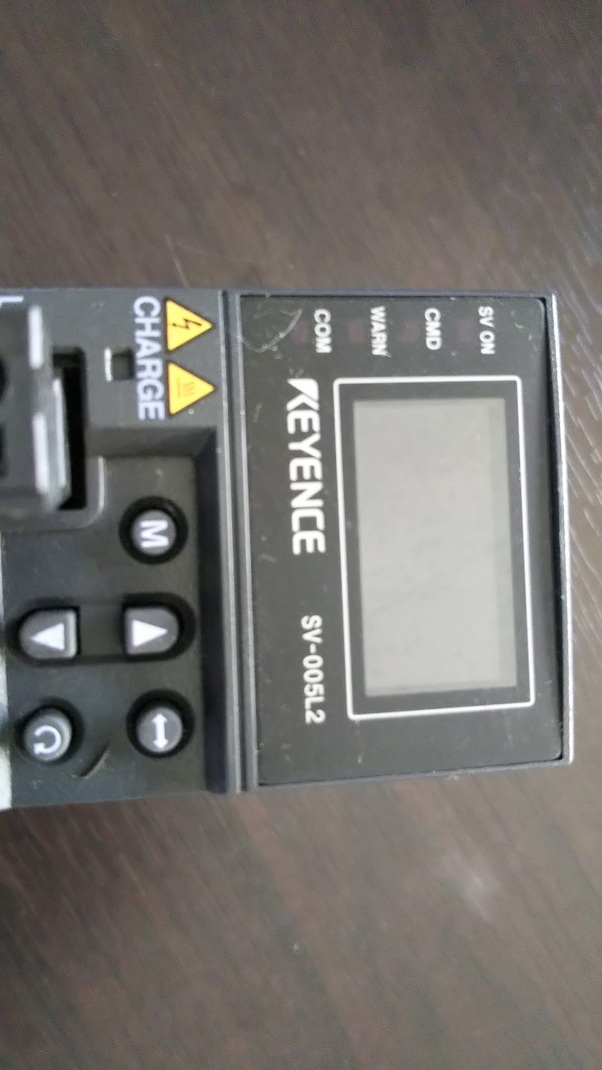 SV ON
CMD
WARN
COM
KEYENCE SV-005L2
CHARGE
M